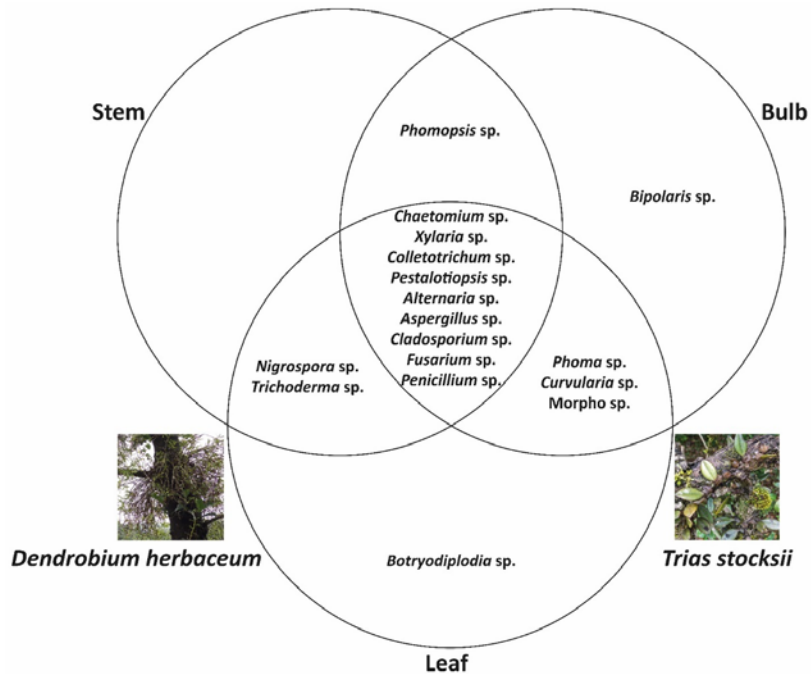 Stem
Bulb
Phomopsis sp.
Bipolaris sp.
Chaetomium sp.
Xylaria sp.
Colletotrichum sp.
Pestalotiopsis sp.
Alternaria sp.
Aspergillus sp.
Cladosporium sp.
Fusarium sp.
Penicillium sp.
Nigrospora sp.
Trichoderma sp.
Phoma sp.
Curvularia sp.
Morpho sp.
Dendrobium herbaceum
Trias stocksii
Botryodiplodia sp.
Leaf